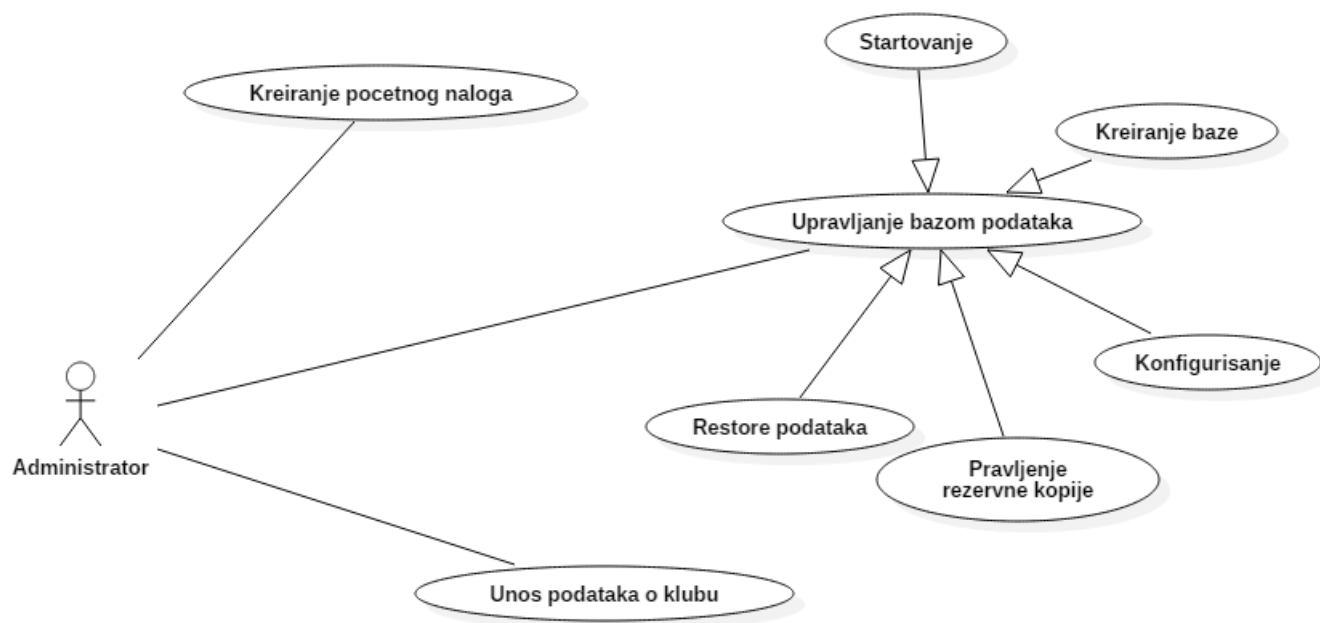 Startovanje
Kreiranje pocetnog naloga
Kreiranje baze
Upravljanje bazom podataka
Konfigurisanje
Restore podataka
Pravljenje
rezervne kopije
Administrator
Unos podataka o klubu